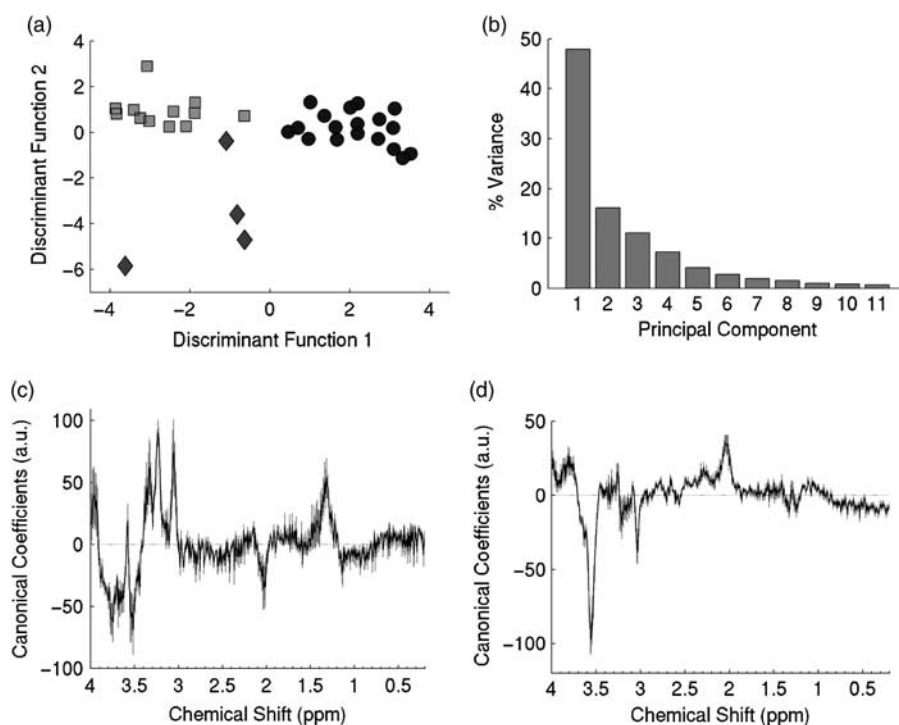 (a)
4
2
0
−2
−4
−6
Discriminant Function 2
−4 −2 0 2 4
Discriminant Function 1
(b)
50
40
30
20
10
0
% Variance
1 2 3 4 5 6 7 8 9 10 11
Principal Component
(c)
100
50
0
−50
−100
Canonical Coefficients (a.u.)
4 3.5 3 2.5 2 1.5 1 0.5
Chemical Shift (ppm)
(d)
50
0
−50
−100
Canonical Coefficients (a.u.)
4 3.5 3 2.5 2 1.5 1 0.5
Chemical Shift (ppm)